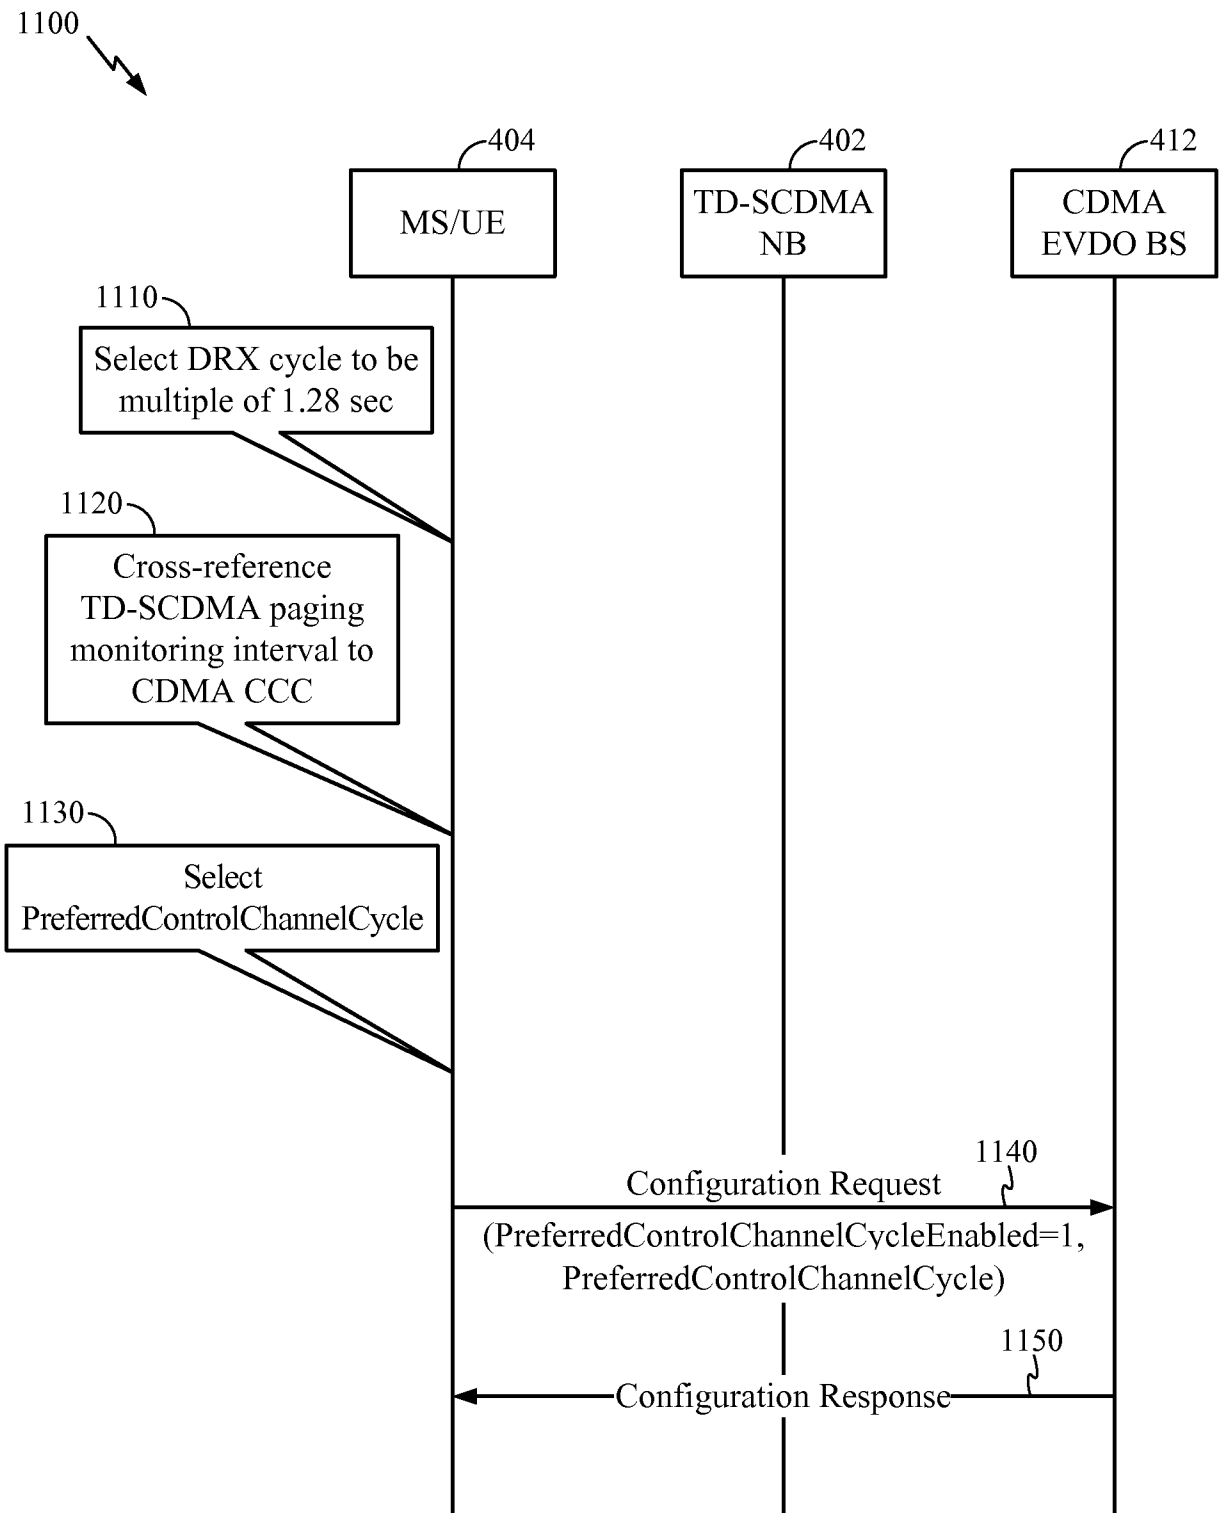 1100
404
402
412
MS/UE
TD-SCDMA
NB
CDMA
EVDO BS
1110
Select DRX cycle to be
multiple of 1.28 sec
1120
Cross-reference
TD-SCDMA paging
monitoring interval to
CDMA CCC
1130
Select
PreferredControlChannelCycle
1140
Configuration Request
(PreferredControlChannelCycleEnabled=1,
PreferredControlChannelCycle)
1150
Configuration Response